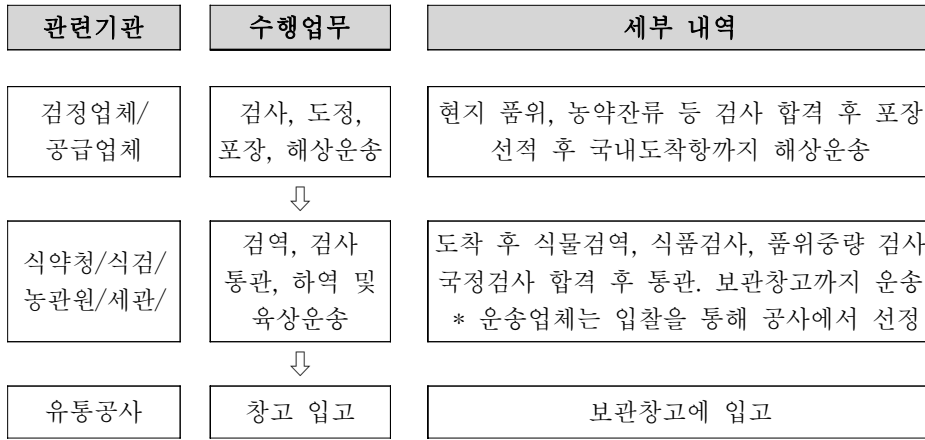 관련기관 수행업무 세부 내역
검정업체/
공급업체
검사, 도정,
포장, 해상운송
현지 품위, 농약잔류 등 검사 합격 후 포장
선적 후 국내도착항까지 해상운송
⇩
식약청/식검/
농관원/세관/
검역, 검사
통관, 하역 및
육상운송
도착 후 식물검역, 식품검사, 품위중량 검사
국정검사 합격 후 통관. 보관창고까지 운송
* 운송업체는 입찰을 통해 공사에서 선정
⇩
유통공사
창고 입고
보관창고에 입고